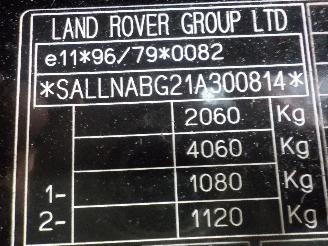 LAND ROVER GROUP LTD
e11*96/79*0082
*SALLNABG21A300814*
2060 Kg
4060 Kg
1- 1080 Kg
2- 1120 Kg